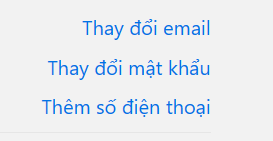 Thay đổi email
Thay đổi mật khẩu
Thêm số điện thoại